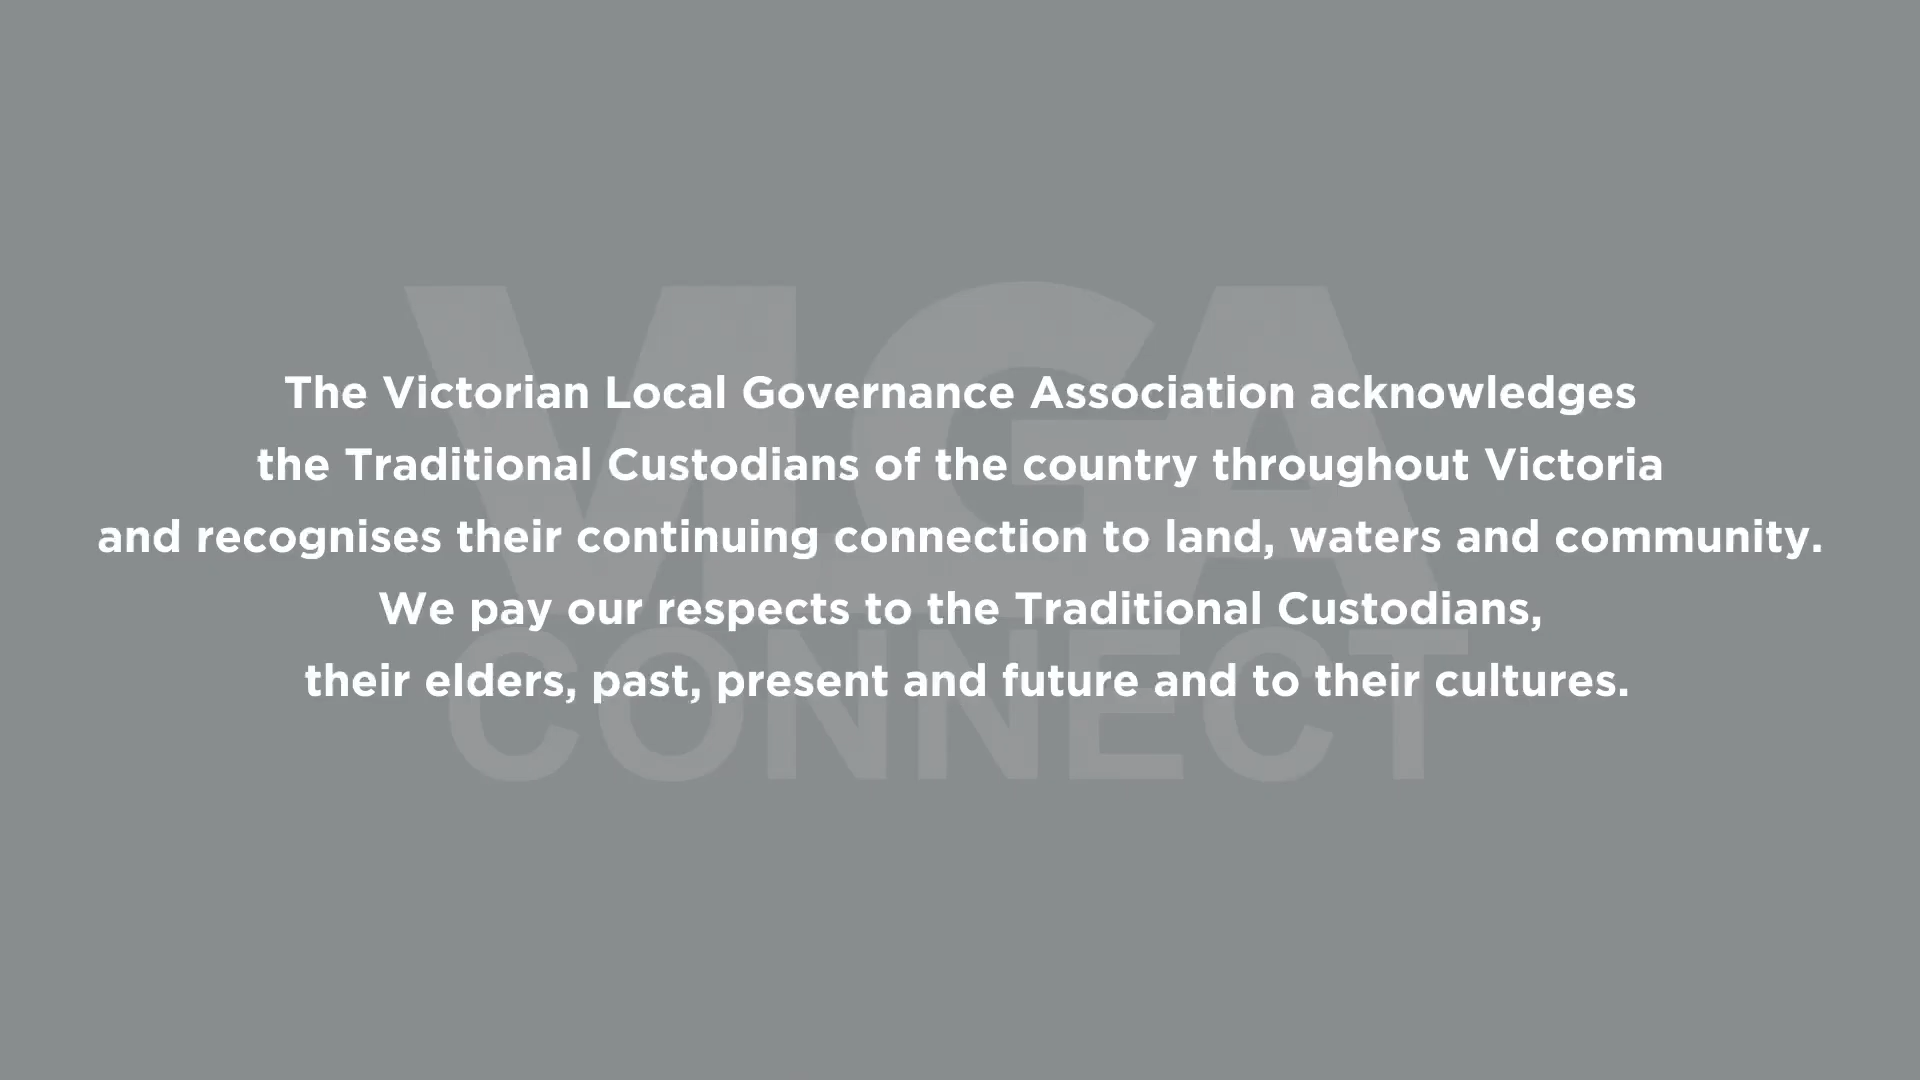 The Victorian Local Governance Association acknowledges
the Traditional Custodians of the country throughout Victoria
and recognises their continuing connection to land, waters and community.
We pay our respects to the Traditional Custodians,
their elders, past, present and future and to their cultures.
VLGA
CONNECT